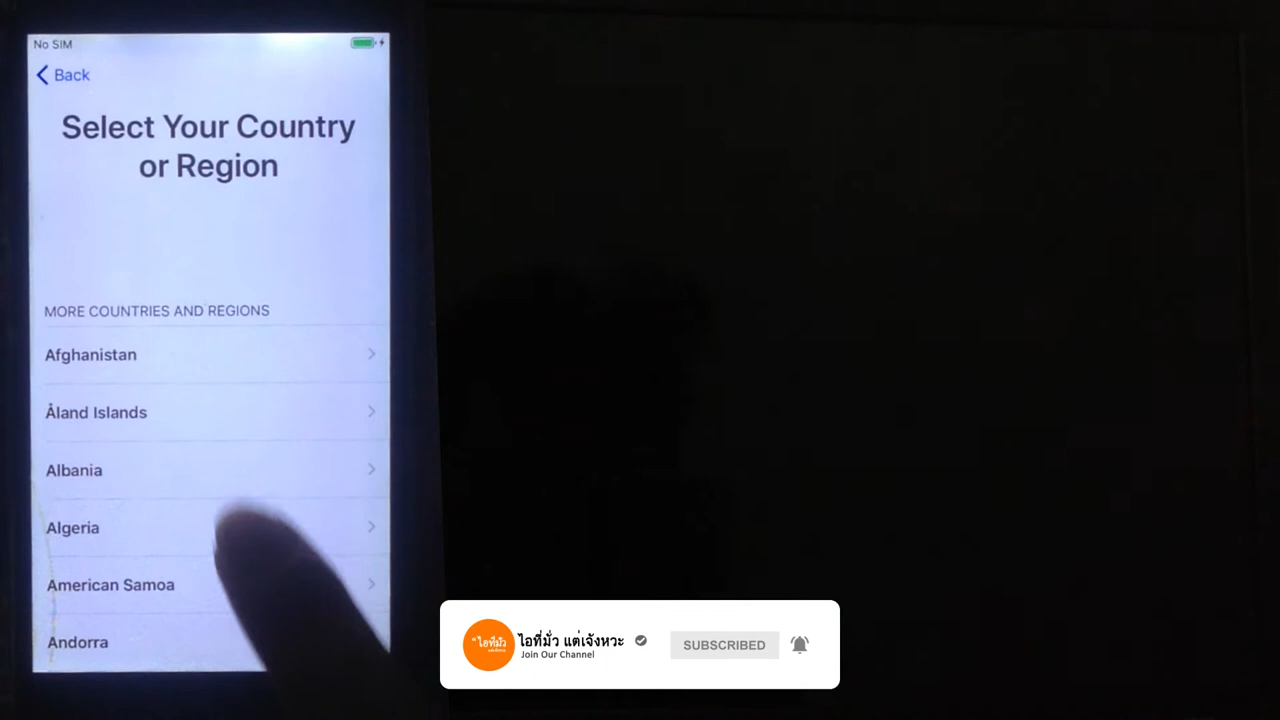 No SIM
Back
Select Your Country
or Region
MORE COUNTRIES AND REGIONS
Afghanistan
Åland Islands
Albania
Algeria
American Samoa
Andorra
ไอทีมั่ว แต่เจ๋งหวะ
Join Our Channel
SUBSCRIBED